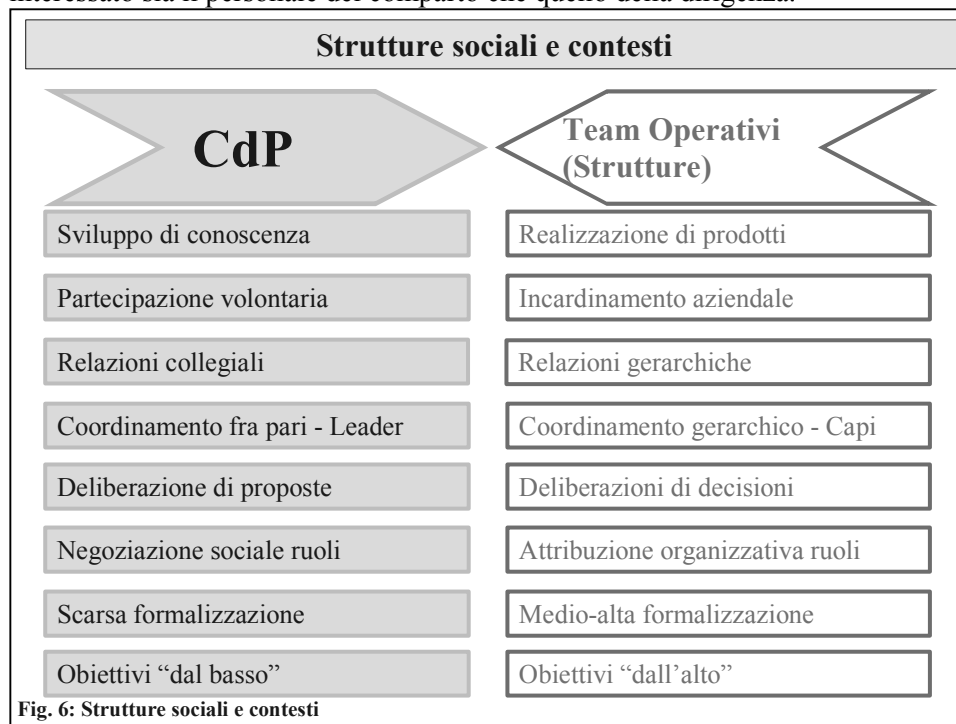 interessato sia il personale del comparto che quello della dirigenza.
Strutture sociali e contesti
CdP
Team Operativi
(Strutture)
Sviluppo di conoscenza
Realizzazione di prodotti
Partecipazione volontaria
Incardinamento aziendale
Relazioni collegiali
Relazioni gerarchiche
Coordinamento fra pari - Leader
Coordinamento gerarchico - Capi
Deliberazione di proposte
Deliberazioni di decisioni
Negoziazione sociale ruoli
Attribuzione organizzativa ruoli
Scarsa formalizzazione
Medio-alta formalizzazione
Obiettivi “dal basso”
Obiettivi “dall’alto”
Fig. 6: Strutture sociali e contesti